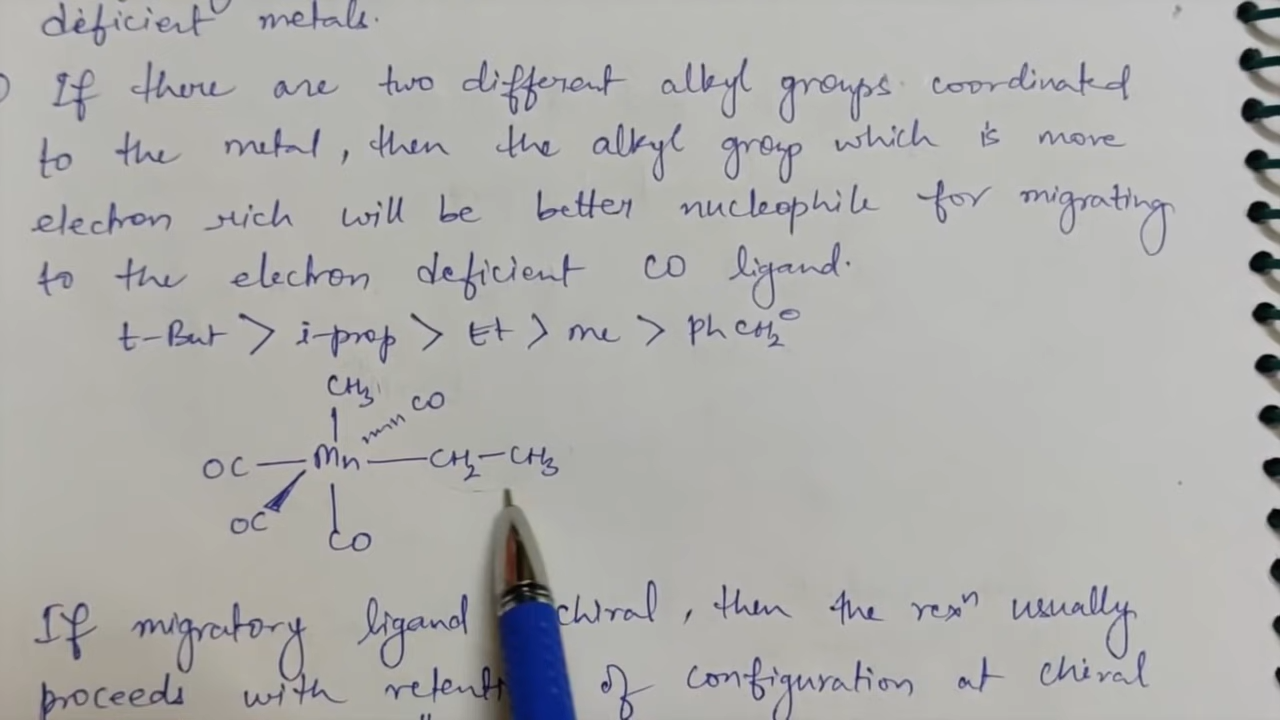 deficient metals.
If there are two different alkyl groups coordinated
to the metal, then the alkyl group which is more
electron rich will be better nucleophile for migrating
to the electron deficient CO ligand.
t-But > i-prop > Et > me > PhCH₂⊖
CH₃
CO
OC—Mn—CH₂—CH₃
OC
CO
If migratory ligand chiral, then the rexⁿ usually
proceeds with of configuration at chiral